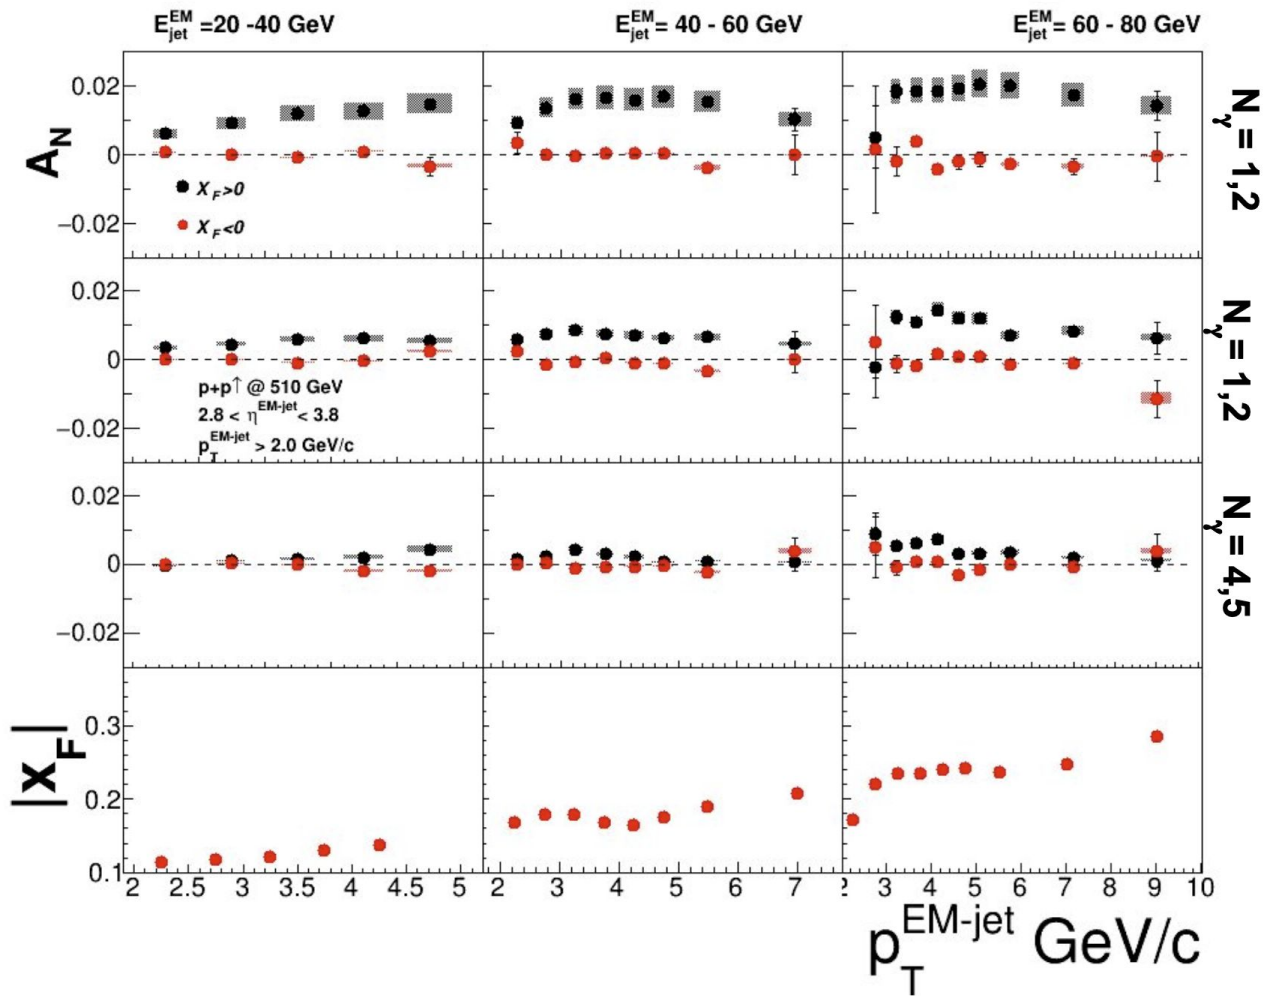 E_jet^EM =20 -40 GeV
E_jet^EM = 40 - 60 GeV
E_jet^EM = 60 - 80 GeV
A_N
0.02
0
−0.02
X_F>0
X_F<0
N_γ = 1,2
0.02
0
−0.02
p+p↑ @ 510 GeV
2.8 < η^EM-jet < 3.8
p_T^EM-jet > 2.0 GeV/c
N_γ = 1,2
0.02
0
−0.02
N_γ = 4,5
|x_F|
0.3
0.2
0.1
2 2.5 3 3.5 4 4.5 5
2 3 4 5 6 7
2 3 4 5 6 7 8 9 10
p_T^EM-jet GeV/c